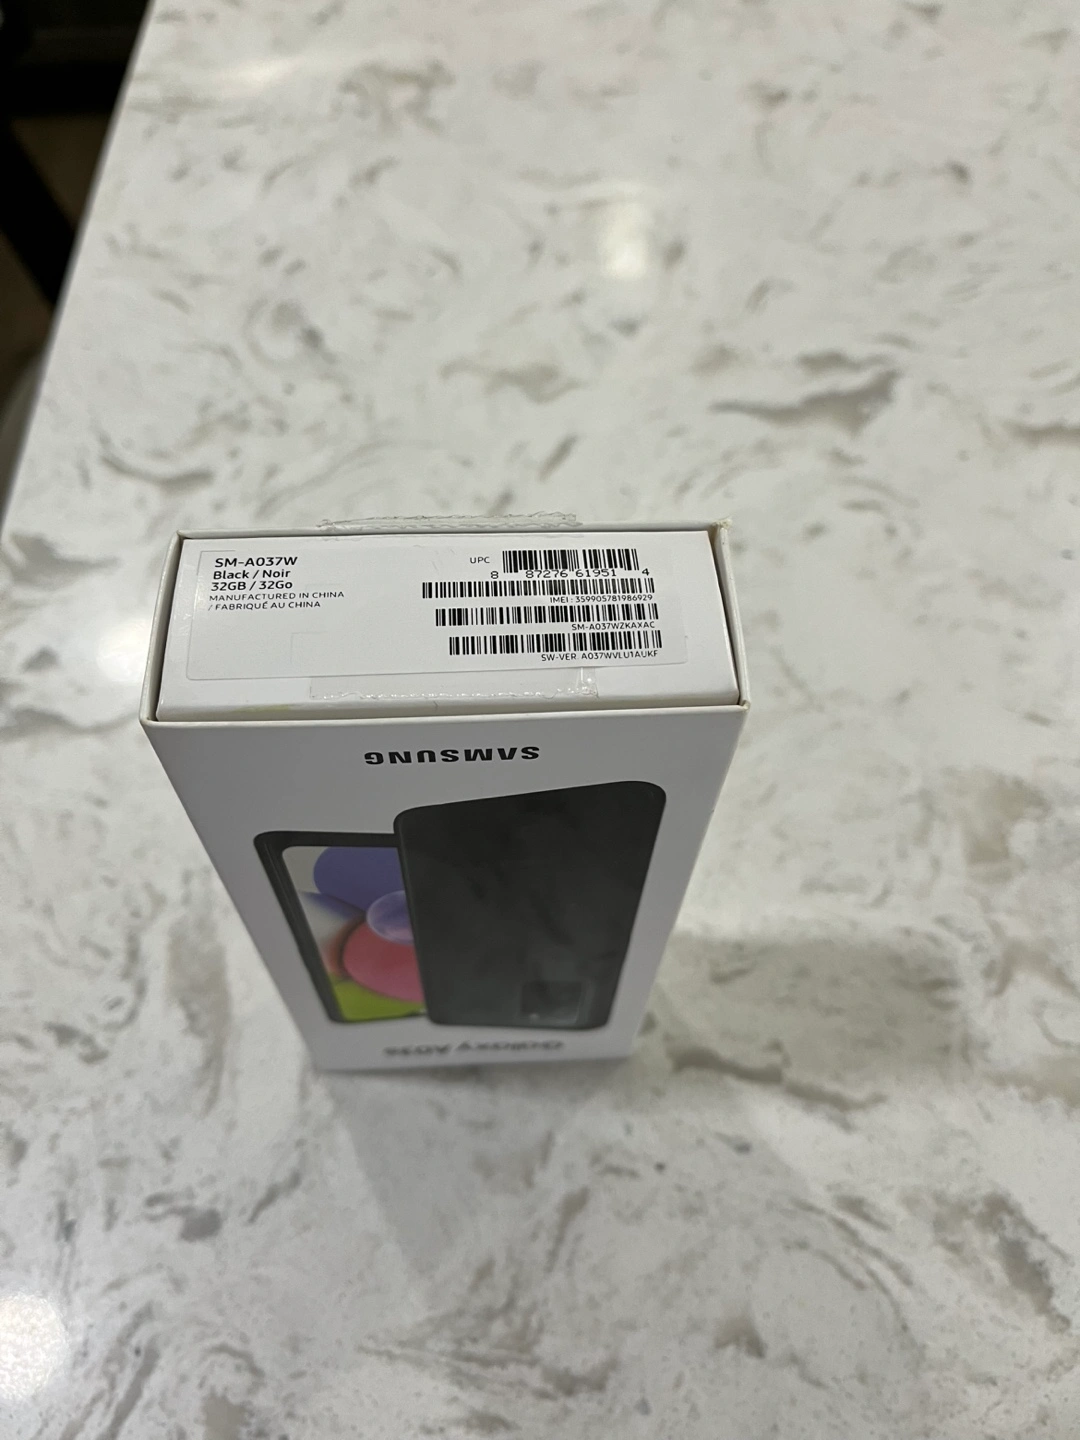 SM-A037W
Black / Noir
32GB / 32Go
MANUFACTURED IN CHINA
/ FABRIQUÉ AU CHINA
UPC
8 87276 61951 4
IMEI : 359905781986929
SM-A037WZKAXAC
SW-VER. A037WVLU1AUKF
SAMSUNG
Galaxy A03s